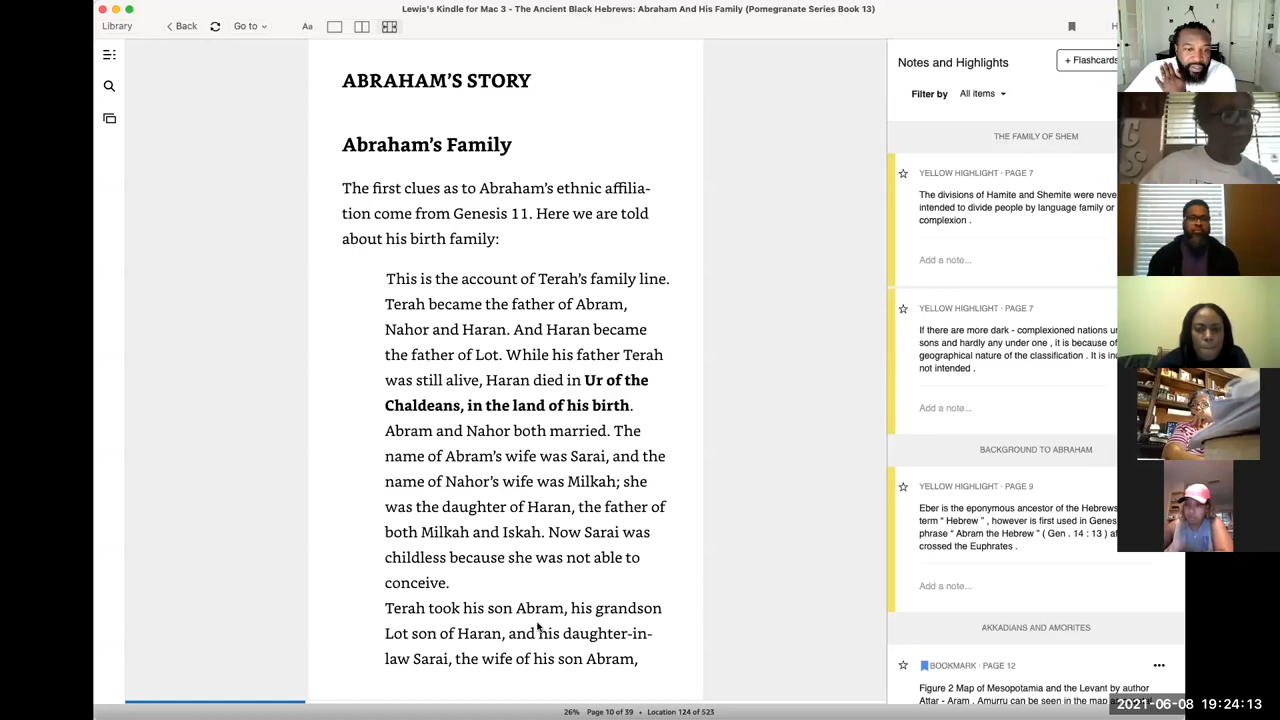 Lewis's Kindle for Mac 3 - The Ancient Black Hebrews: Abraham And His Family (Pomegranate Series Book 13)
Library
Back
Go to
Aa
ABRAHAM'S STORY
Abraham's Family
The first clues as to Abraham's ethnic affilia-
tion come from Genesis 11. Here we are told
about his birth family:
This is the account of Terah's family line.
Terah became the father of Abram,
Nahor and Haran. And Haran became
the father of Lot. While his father Terah
was still alive, Haran died in Ur of the
Chaldeans, in the land of his birth.
Abram and Nahor both married. The
name of Abram's wife was Sarai, and the
name of Nahor's wife was Milkah; she
was the daughter of Haran, the father of
both Milkah and Iskah. Now Sarai was
childless because she was not able to
conceive.
Terah took his son Abram, his grandson
Lot son of Haran, and his daughter-in-
law Sarai, the wife of his son Abram,
26% Page 10 of 39 • Location 124 of 523
Notes and Highlights
+ Flashcards
Filter by All items
THE FAMILY OF SHEM
YELLOW HIGHLIGHT · PAGE 7
The divisions of Hamite and Shemite were neve
intended to divide people by language family or
complexion .
Add a note...
YELLOW HIGHLIGHT · PAGE 7
If there are more dark - complexioned nations un
sons and hardly any under one , it is because of
geographical nature of the classification . It is in
not intended .
Add a note...
BACKGROUND TO ABRAHAM
YELLOW HIGHLIGHT · PAGE 9
Eber is the eponymous ancestor of the Hebrews
term " Hebrew " , however is first used in Genes
phrase " Abram the Hebrew " ( Gen . 14 : 13 ) af
crossed the Euphrates .
Add a note...
AKKADIANS AND AMORITES
BOOKMARK · PAGE 12
Figure 2 Map of Mesopotamia and the Levant by author
Attar - Aram . Amurru can be seen in the map a
2021-06-08 19:24:13